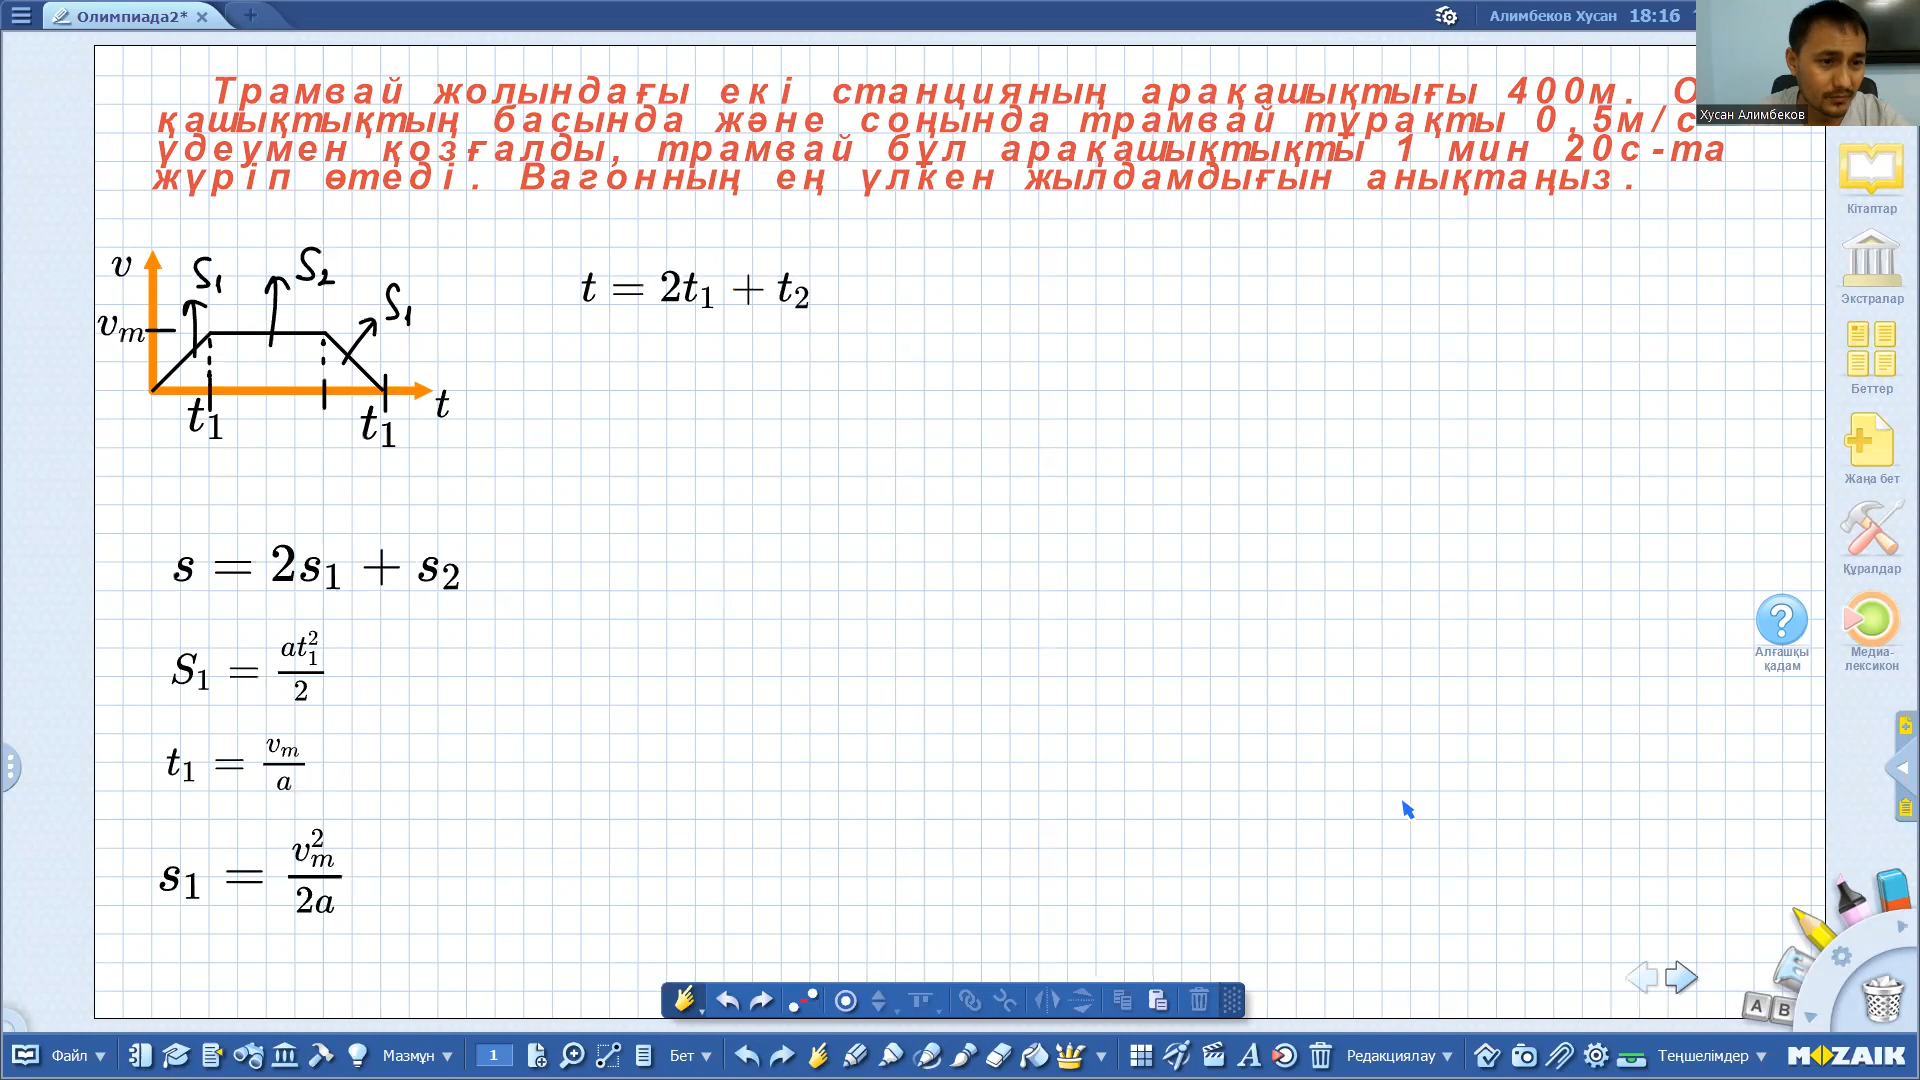 Олимпиада2*
Алимбеков Хусан 18:16
Трамвай жолындағы екі станцияның арақашықтығы 400м.
қашықтықтың басында және соңында трамвай тұрақты 0,5м/с
үдеумен қозғалды, трамвай бұл арақашықтықты 1 мин 20с-та
жүріп өтеді. Вагонның ең үлкен жылдамдығын анықтаңыз.
Хусан Алимбеков
v
S₁
S₂
S₁
vₘ
t₁
t₁
t
t = 2t₁ + t₂
s = 2s₁ + s₂
S₁ = at₁²/2
t₁ = vₘ/a
s₁ = vₘ²/2a
Кітаптар
Экстралар
Беттер
Жаңа бет
Құралдар
Медиа-
лексикон
?
Алғашқы
қадам
A B
Файл
Мазмұн
1
Бет
A
Редакциялау
Теңшелімдер
MOZAIK